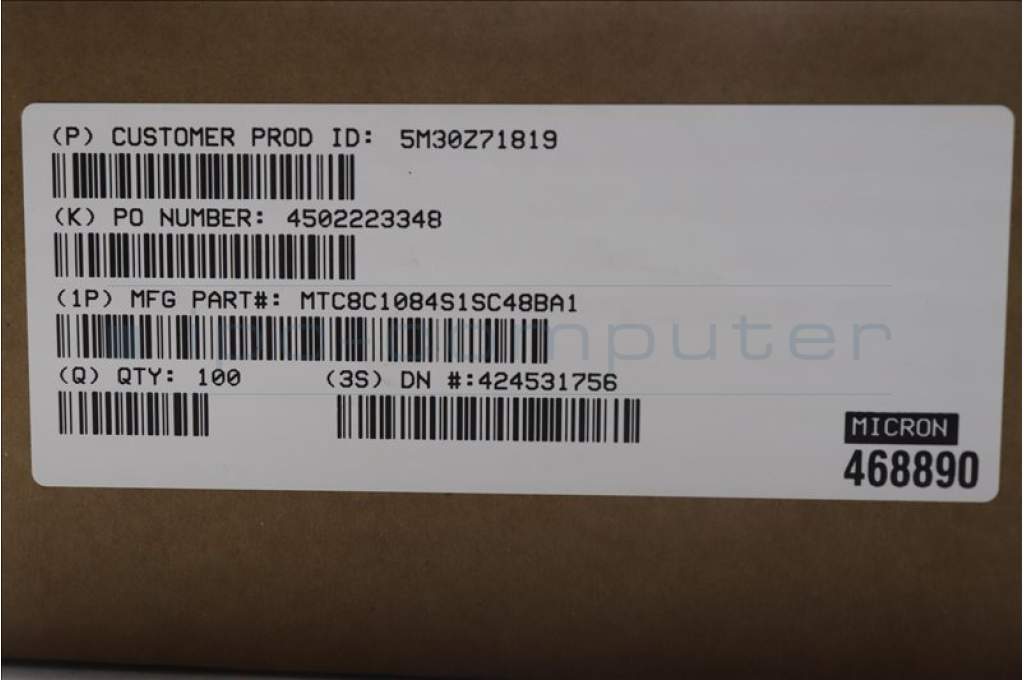 (P) CUSTOMER PROD ID: 5M30Z71819
(K) PO NUMBER: 4502223348
(1P) MFG PART#: MTC8C1084S1SC48BA1
(Q) QTY: 100 (3S) DN #:424531756
MICRON
468890